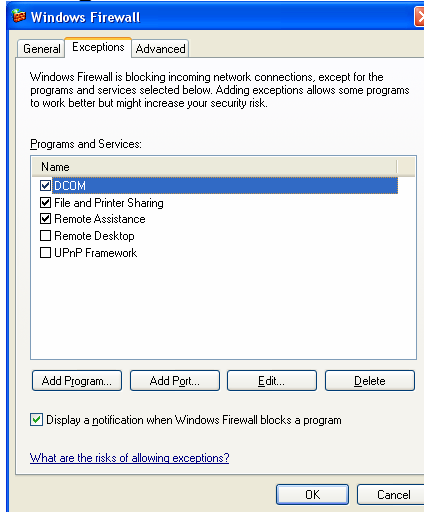 Windows Firewall
General Exceptions Advanced
Windows Firewall is blocking incoming network connections, except for the
programs and services selected below. Adding exceptions allows some programs
to work better but might increase your security risk.
Programs and Services:
Name
DCOM
File and Printer Sharing
Remote Assistance
Remote Desktop
UPnP Framework
Add Program... Add Port... Edit... Delete
Display a notification when Windows Firewall blocks a program
What are the risks of allowing exceptions?
OK Cancel